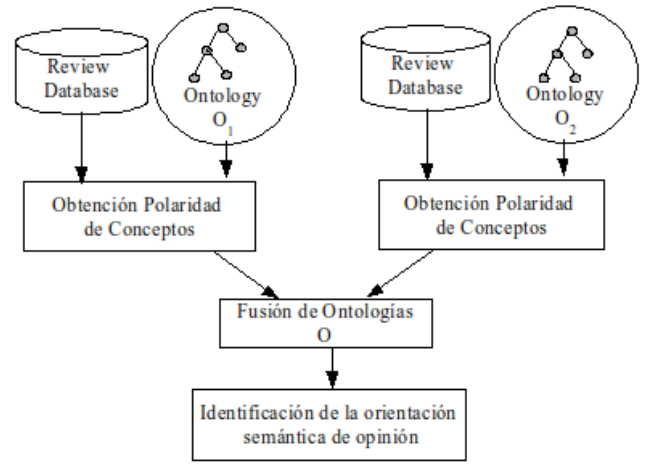 Review
Database
Ontology
O1
Review
Database
Ontology
O2
Obtención Polaridad
de Conceptos
Obtención Polaridad
de Conceptos
Fusión de Ontologías
O
Identificación de la orientación
semántica de opinión